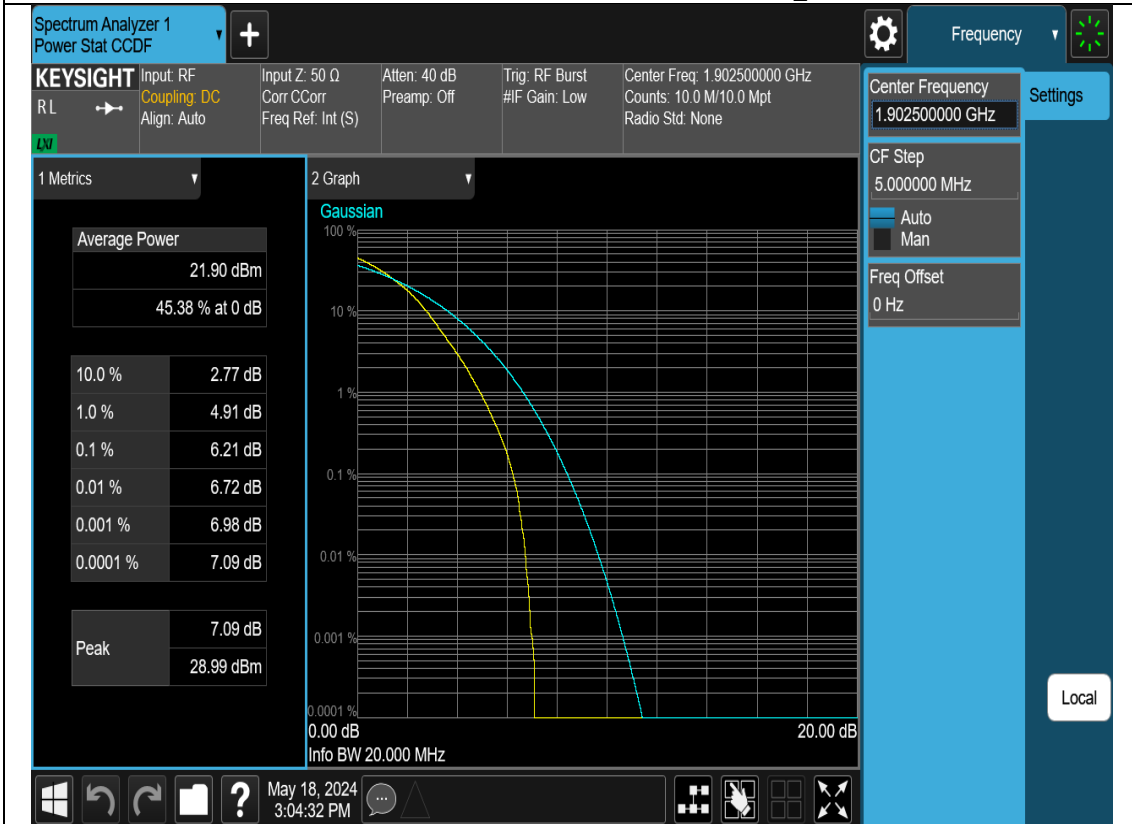 Spectrum Analyzer 1
Power Stat CCDF
+
Frequency
KEYSIGHT
RL
LXI
Input: RF
Coupling: DC
Align: Auto
Input Z: 50 Ω
Corr CCorr
Freq Ref: Int (S)
Atten: 40 dB
Preamp: Off
Trig: RF Burst
#IF Gain: Low
Center Freq: 1.902500000 GHz
Counts: 10.0 M/10.0 Mpt
Radio Std: None
Center Frequency
1.902500000 GHz
Settings
CF Step
5.000000 MHz
Auto
Man
Freq Offset
0 Hz
1 Metrics
Average Power
21.90 dBm
45.38 % at 0 dB
10.0 % 2.77 dB
1.0 % 4.91 dB
0.1 % 6.21 dB
0.01 % 6.72 dB
0.001 % 6.98 dB
0.0001 % 7.09 dB
Peak
7.09 dB
28.99 dBm
2 Graph
Gaussian
100 %
10 %
1 %
0.1 %
0.01 %
0.001 %
0.0001 %
0.00 dB 20.00 dB
Info BW 20.000 MHz
Local
?
May 18, 2024
3:04:32 PM